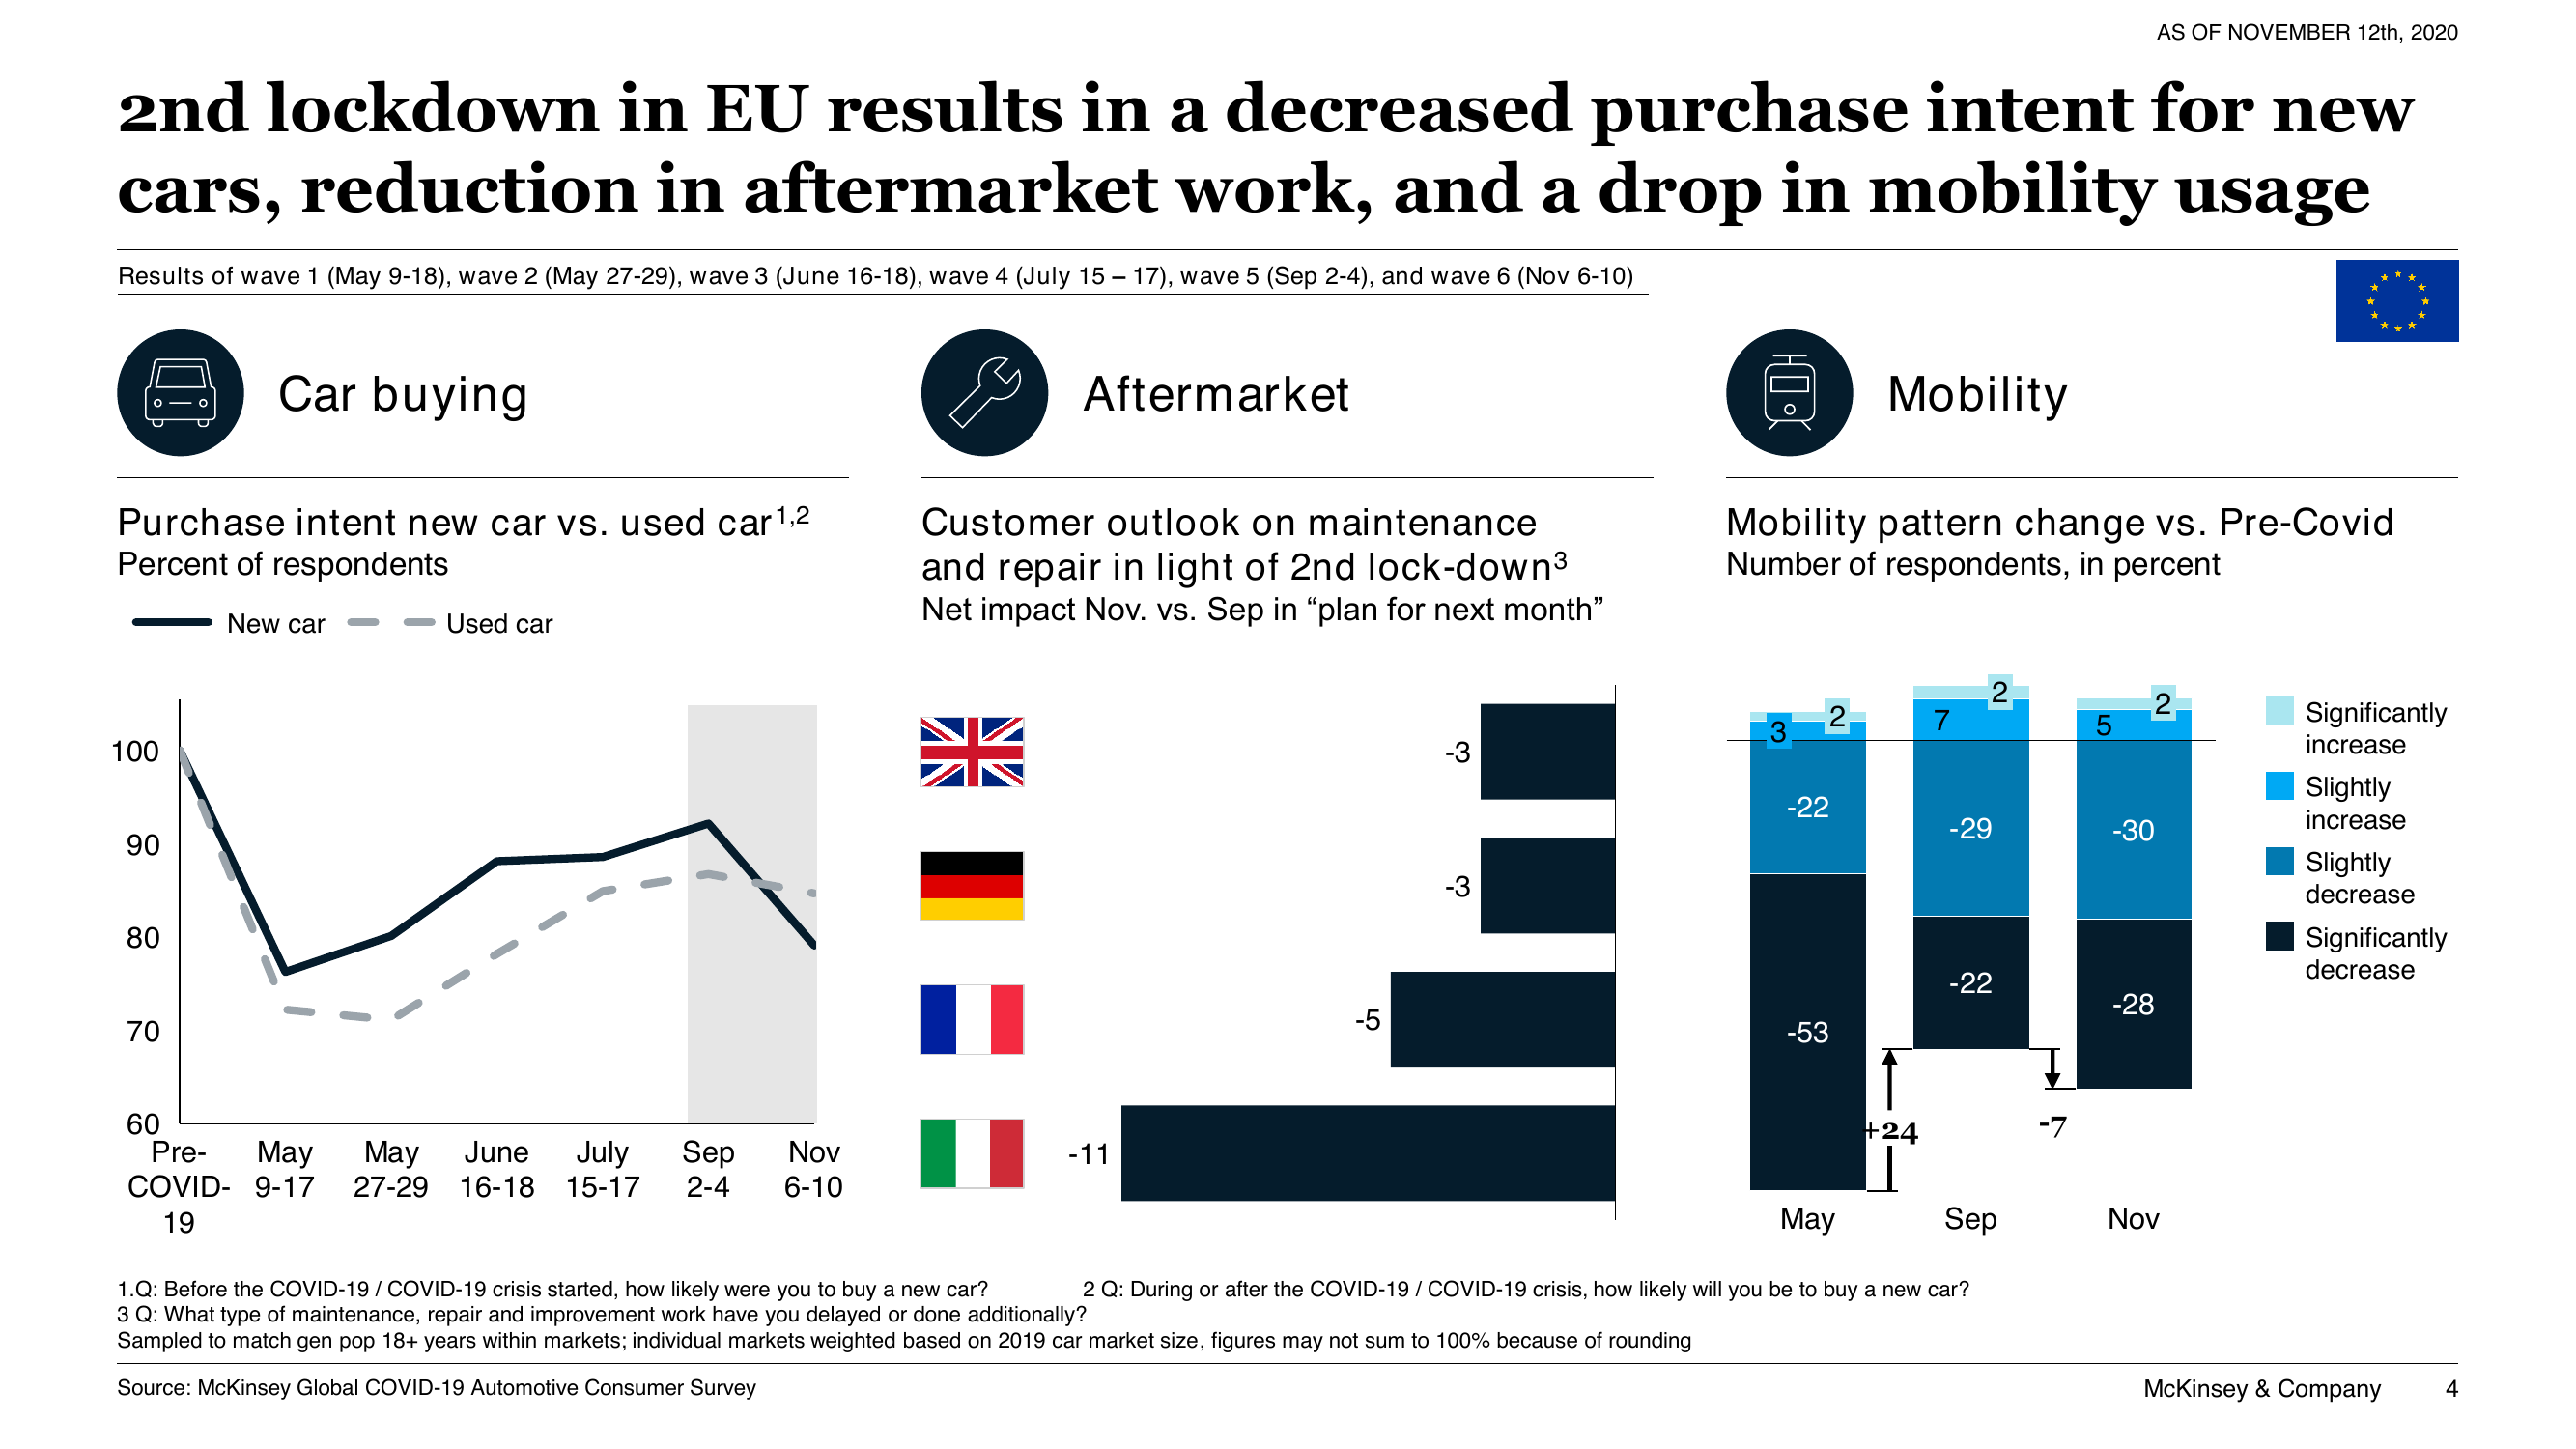 AS OF NOVEMBER 12th, 2020
2nd lockdown in EU results in a decreased purchase intent for new
cars, reduction in aftermarket work, and a drop in mobility usage
Results of wave 1 (May 9-18), wave 2 (May 27-29), wave 3 (June 16-18), wave 4 (July 15 – 17), wave 5 (Sep 2-4), and wave 6 (Nov 6-10)
Car buying
Purchase intent new car vs. used car1,2
Percent of respondents
New car
Used car
100
90
80
70
60
Pre-
COVID-
19
May
9-17
May
27-29
June
16-18
July
15-17
Sep
2-4
Nov
6-10
Aftermarket
Customer outlook on maintenance
and repair in light of 2nd lock-down3
Net impact Nov. vs. Sep in “plan for next month”
-3
-3
-5
-11
Mobility
Mobility pattern change vs. Pre-Covid
Number of respondents, in percent
2
3
-22
-53
2
7
-29
-22
2
5
-30
-28
+24
-7
May
Sep
Nov
Significantly
increase
Slightly
increase
Slightly
decrease
Significantly
decrease
1.Q: Before the COVID-19 / COVID-19 crisis started, how likely were you to buy a new car?
2 Q: During or after the COVID-19 / COVID-19 crisis, how likely will you be to buy a new car?
3 Q: What type of maintenance, repair and improvement work have you delayed or done additionally?
Sampled to match gen pop 18+ years within markets; individual markets weighted based on 2019 car market size, figures may not sum to 100% because of rounding
Source: McKinsey Global COVID-19 Automotive Consumer Survey
McKinsey & Company
4